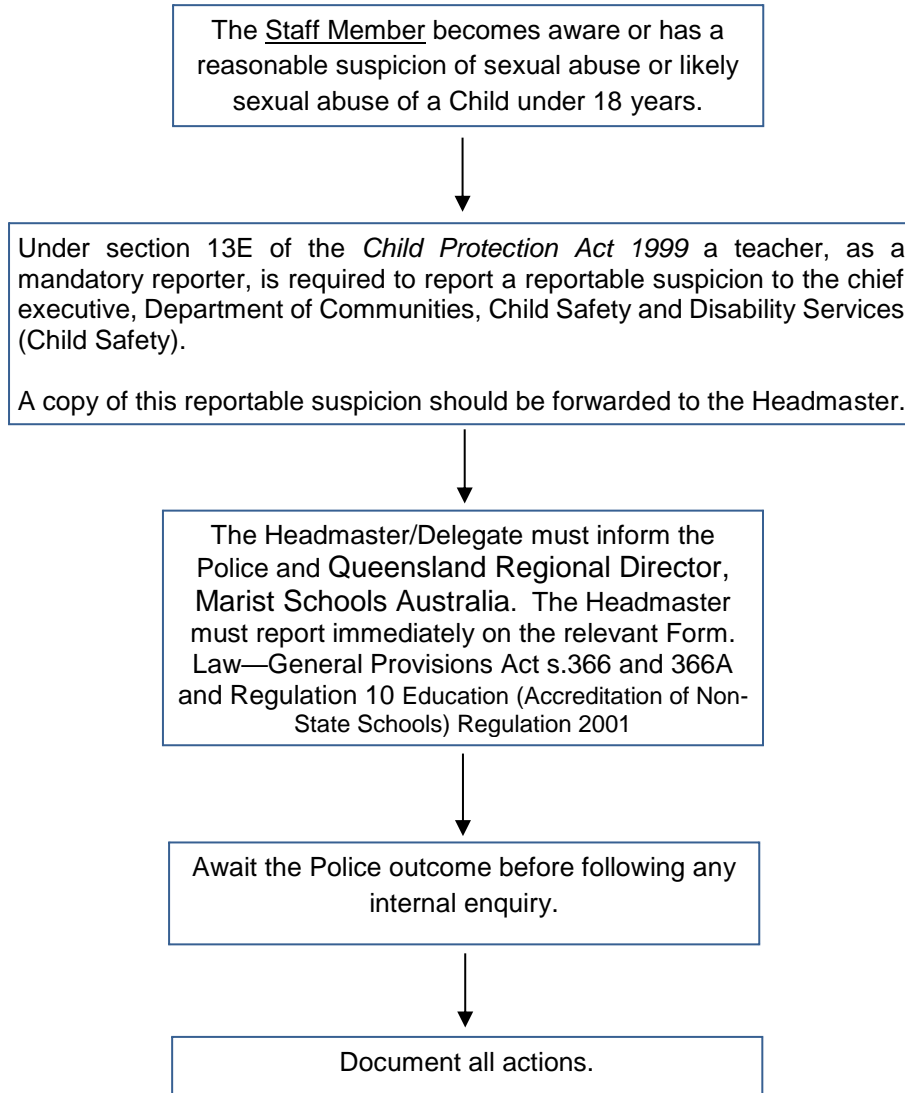 The Staff Member becomes aware or has a
reasonable suspicion of sexual abuse or likely
sexual abuse of a Child under 18 years.
Under section 13E of the Child Protection Act 1999 a teacher, as a
mandatory reporter, is required to report a reportable suspicion to the chief
executive, Department of Communities, Child Safety and Disability Services
(Child Safety).
A copy of this reportable suspicion should be forwarded to the Headmaster.
The Headmaster/Delegate must inform the
Police and Queensland Regional Director,
Marist Schools Australia. The Headmaster
must report immediately on the relevant Form.
Law—General Provisions Act s.366 and 366A
and Regulation 10 Education (Accreditation of Non-
State Schools) Regulation 2001
Await the Police outcome before following any
internal enquiry.
Document all actions.